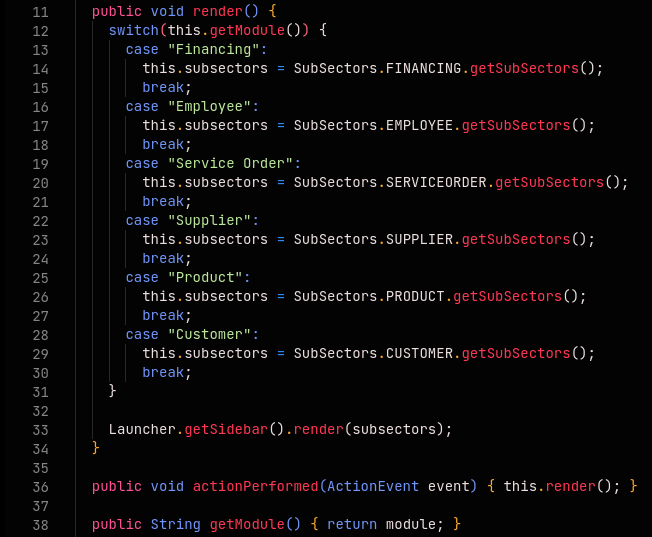 11 public void render() {
12 switch(this.getModule()) {
13 case "Financing":
14 this.subsectors = SubSectors.FINANCING.getSubSectors();
15 break;
16 case "Employee":
17 this.subsectors = SubSectors.EMPLOYEE.getSubSectors();
18 break;
19 case "Service Order":
20 this.subsectors = SubSectors.SERVICEORDER.getSubSectors();
21 break;
22 case "Supplier":
23 this.subsectors = SubSectors.SUPPLIER.getSubSectors();
24 break;
25 case "Product":
26 this.subsectors = SubSectors.PRODUCT.getSubSectors();
27 break;
28 case "Customer":
29 this.subsectors = SubSectors.CUSTOMER.getSubSectors();
30 break;
31 }
32
33 Launcher.getSidebar().render(subsectors);
34 }
35
36 public void actionPerformed(ActionEvent event) { this.render(); }
37
38 public String getModule() { return module; }